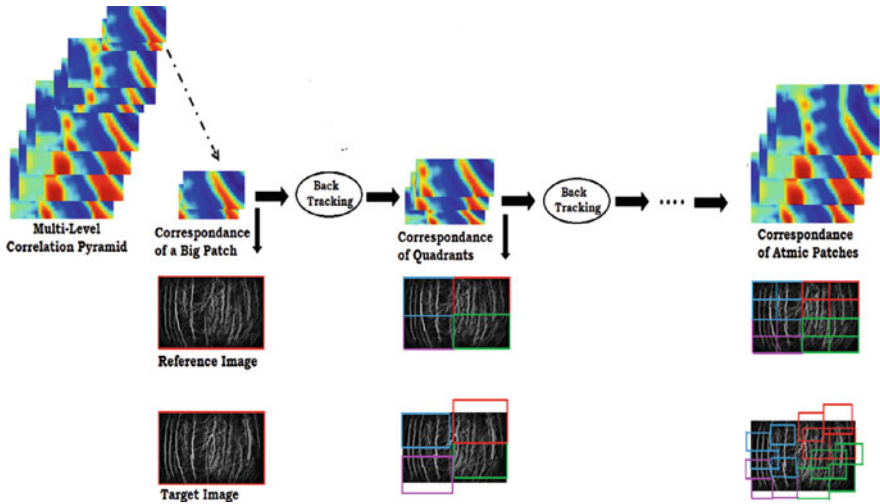 Multi-Level
Correlation Pyramid
Correspondance
of a Big Patch
Back
Tracking
Correspondance
of Quadrants
Back
Tracking
Correspondance
of Atmic Patches
Reference Image
Target Image